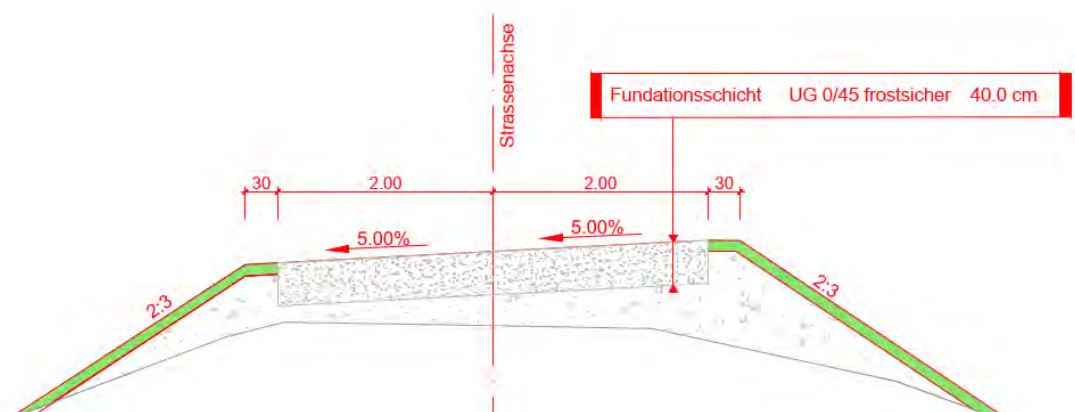 Strassenachse
Fundationsschicht UG 0/45 frostsicher 40.0 cm
30 2.00 2.00 30
5.00% 5.00%
2:3 2:3